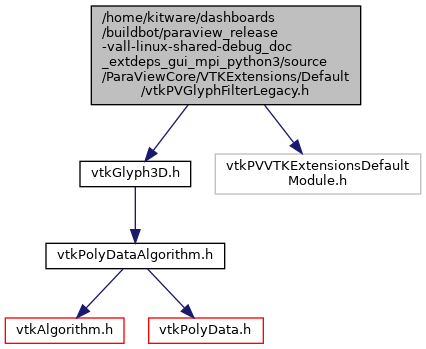 /home/kitware/dashboards
/buildbot/paraview_release
-vall-linux-shared-debug_doc
_extdeps_gui_mpi_python3/source
/ParaViewCore/VTKExtensions/Default
/vtkPVGlyphFilterLegacy.h
vtkGlyph3D.h
vtkPVVTKExtensionsDefault
Module.h
vtkPolyDataAlgorithm.h
vtkAlgorithm.h
vtkPolyData.h